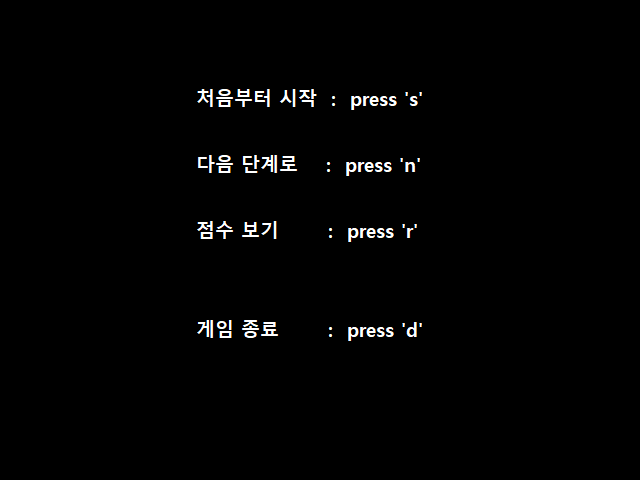 처음부터 시작 : press 's'
다음 단계로 : press 'n'
점수 보기 : press 'r'
게임 종료 : press 'd'